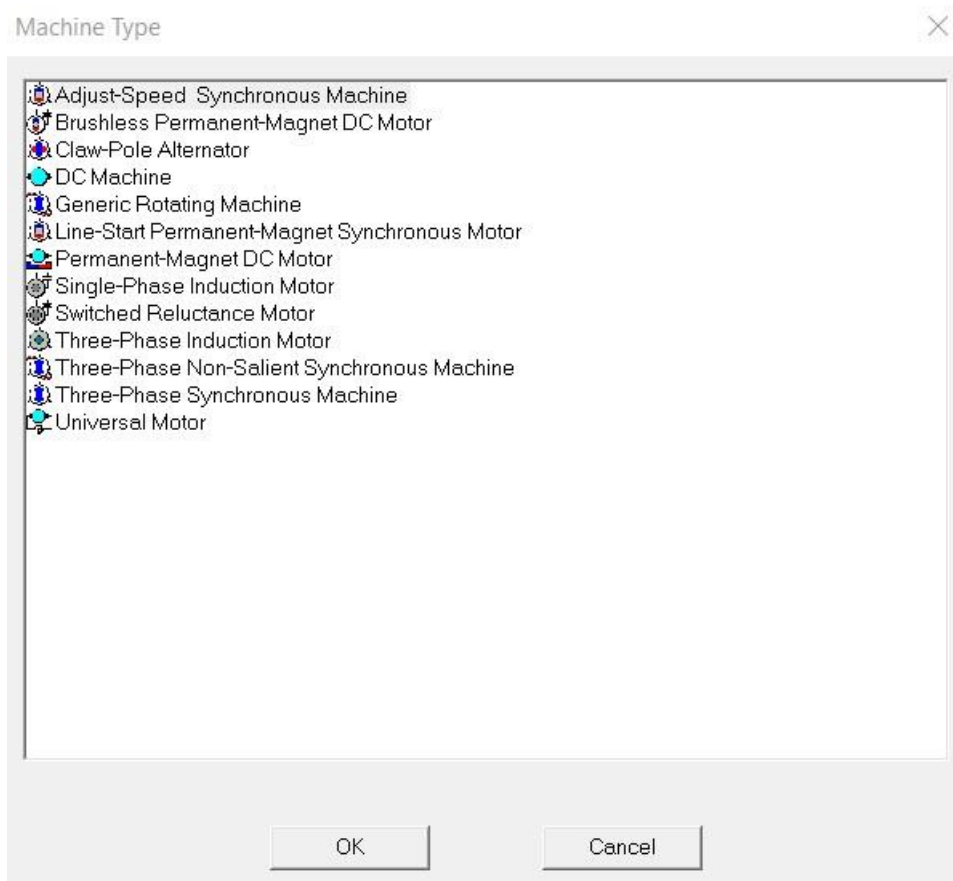 Machine Type
Adjust-Speed Synchronous Machine
Brushless Permanent-Magnet DC Motor
Claw-Pole Alternator
DC Machine
Generic Rotating Machine
Line-Start Permanent-Magnet Synchronous Motor
Permanent-Magnet DC Motor
Single-Phase Induction Motor
Switched Reluctance Motor
Three-Phase Induction Motor
Three-Phase Non-Salient Synchronous Machine
Three-Phase Synchronous Machine
Universal Motor
OK Cancel